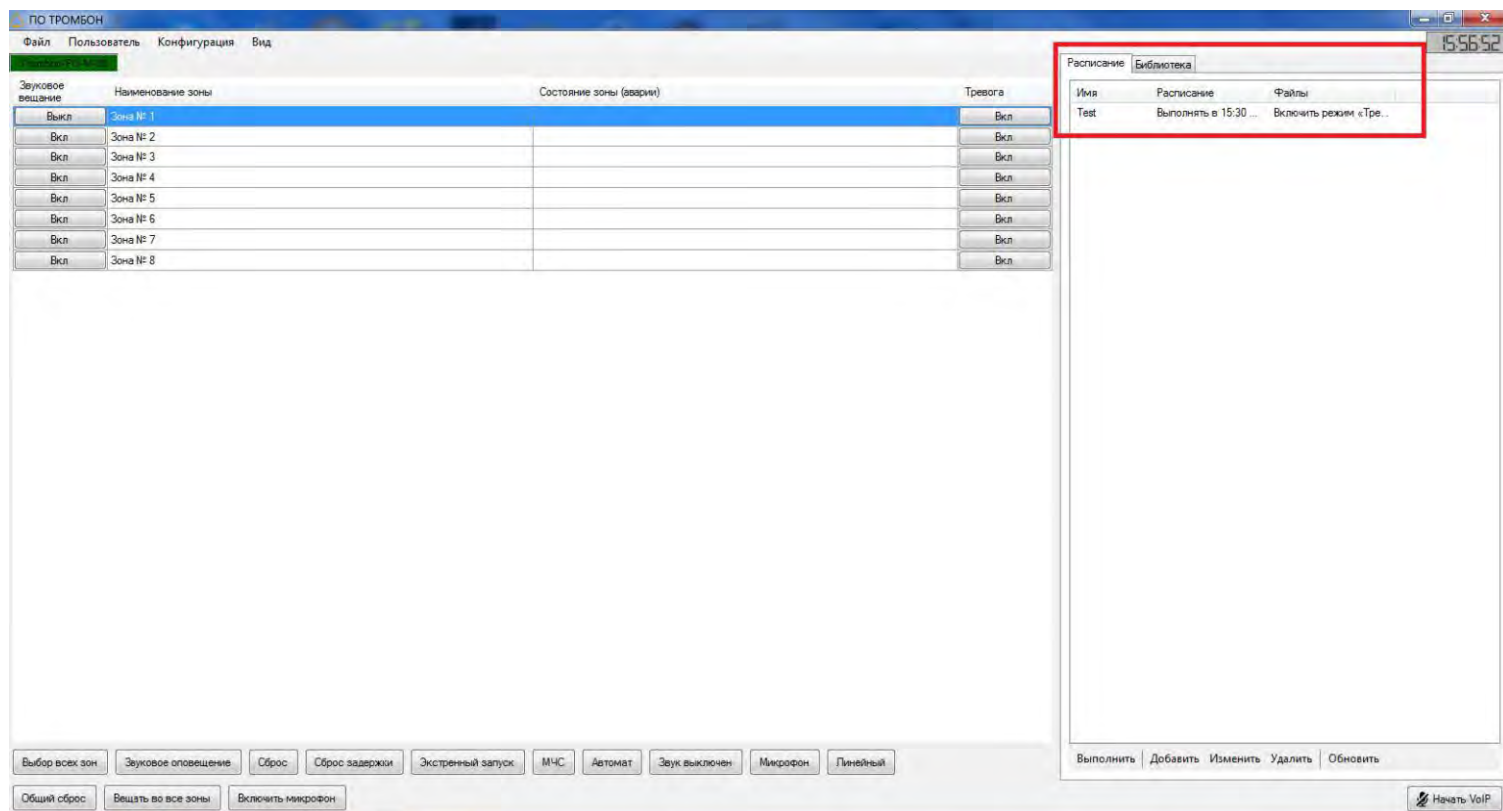 ПО ТРОМБОН
Файл Пользователь Конфигурация Вид
15:56:52
Расписание Библиотека
Звуковое вещание Наименование зоны Состояние зоны (аварии) Тревога
Имя Расписание Файлы
Выкл Зона № 1 Вкл
Test Выполнять в 15:30 ... Включить режим «Тре...
Вкл Зона № 2 Вкл
Вкл Зона № 3 Вкл
Вкл Зона № 4 Вкл
Вкл Зона № 5 Вкл
Вкл Зона № 6 Вкл
Вкл Зона № 7 Вкл
Вкл Зона № 8 Вкл
Выбор всех зон Звуковое оповещение Сброс Сброс задержки Экстренный запуск МЧС Автомат Звук выключен Микрофон Линейный
Выполнить Добавить Изменить Удалить Обновить
Общий сброс Вещать во все зоны Включить микрофон
Начать VoIP